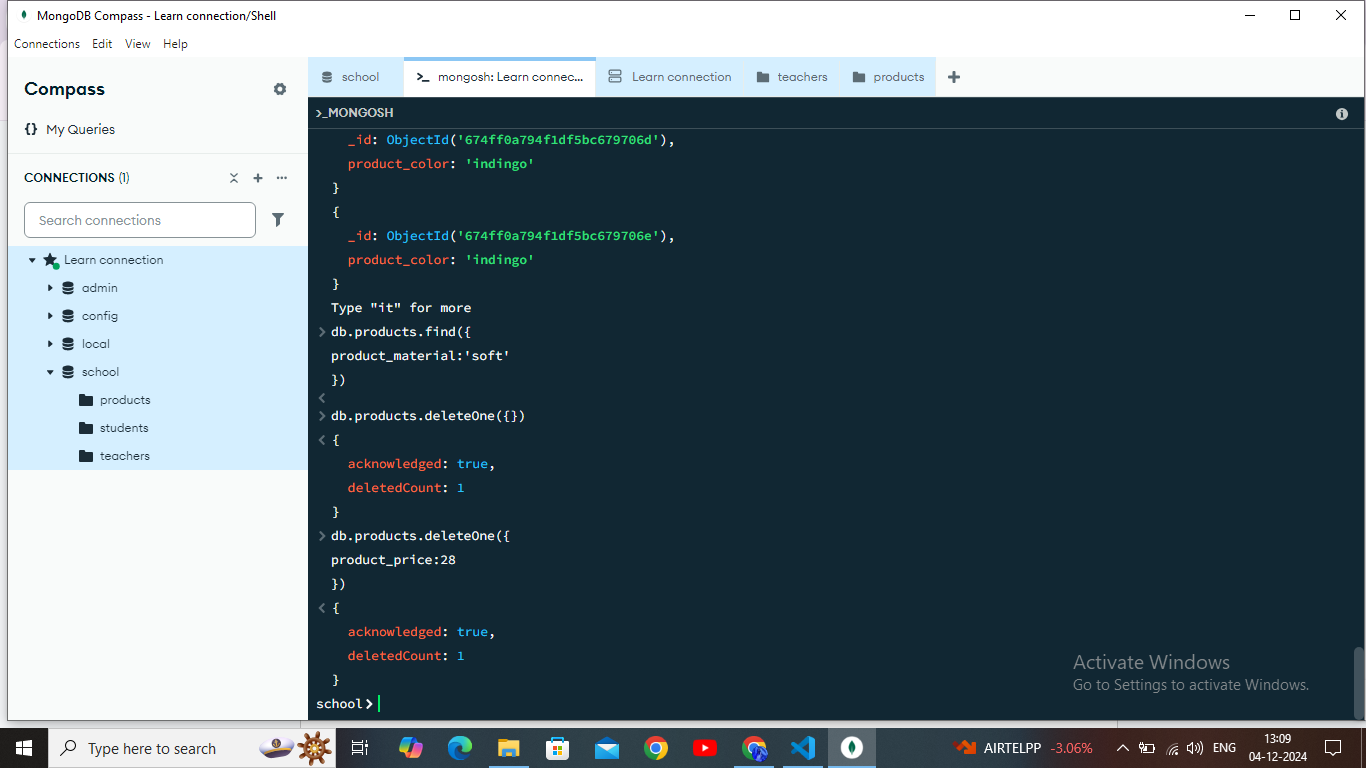 MongoDB Compass - Learn connection/Shell
Connections Edit View Help
Compass
{} My Queries
CONNECTIONS (1)
Search connections
Learn connection
admin
config
local
school
products
students
teachers
school
>_ mongosh: Learn connec...
Learn connection
teachers
products
>_MONGOSH
_id: ObjectId('674ff0a794f1df5bc679706d'),
product_color: 'indingo'
}
{
_id: ObjectId('674ff0a794f1df5bc679706e'),
product_color: 'indingo'
}
Type "it" for more
> db.products.find({
product_material:'soft'
})
<
> db.products.deleteOne({})
< {
acknowledged: true,
deletedCount: 1
}
> db.products.deleteOne({
product_price:28
})
< {
acknowledged: true,
deletedCount: 1
}
school>
Activate Windows
Go to Settings to activate Windows.
Type here to search
AIRTELPP -3.06%
ENG
13:09
04-12-2024